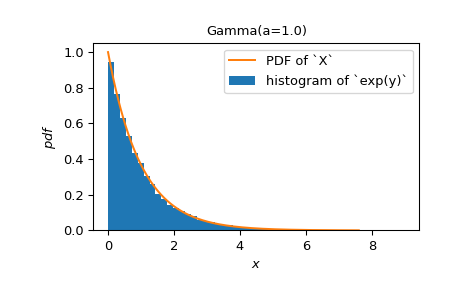 Gamma(a=1.0)
PDF of `X`
histogram of `exp(y)`
1.0
0.8
0.6
0.4
0.2
0.0
pdf
0 2 4 6 8
x